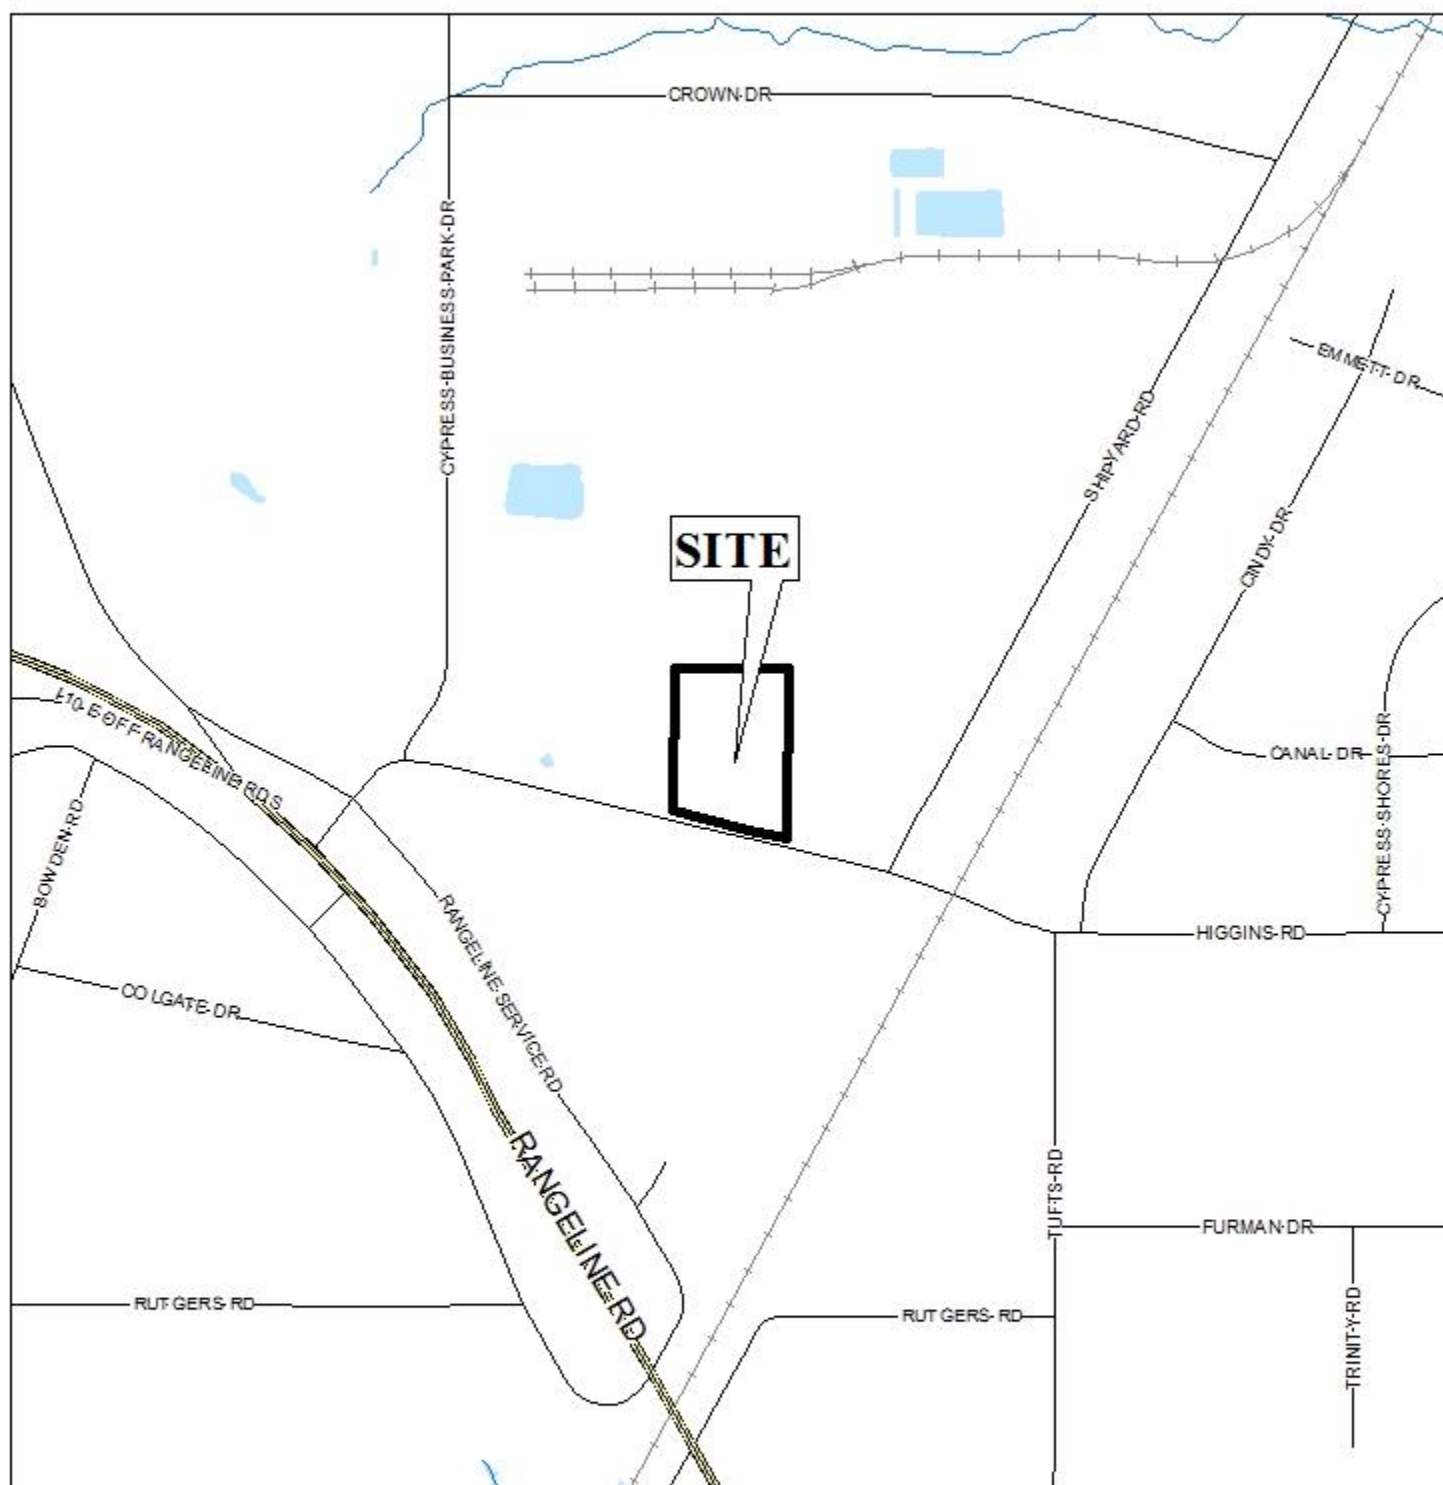 CROWN DR
CYPRESS BUSINESS PARK DR
EMMETT DR
SHIPYARD RD
CINDY DR
SITE
I-10 E OFF RANGELINE RD S
CANAL DR
CYPRESS SHORES DR
BOWDEN RD
RANGELINE SERVICE RD
HIGGINS RD
COLGATE DR
RANGELINE RD
TUFTS RD
FURMAN DR
RUTGERS RD
RUTGERS RD
TRINITY RD